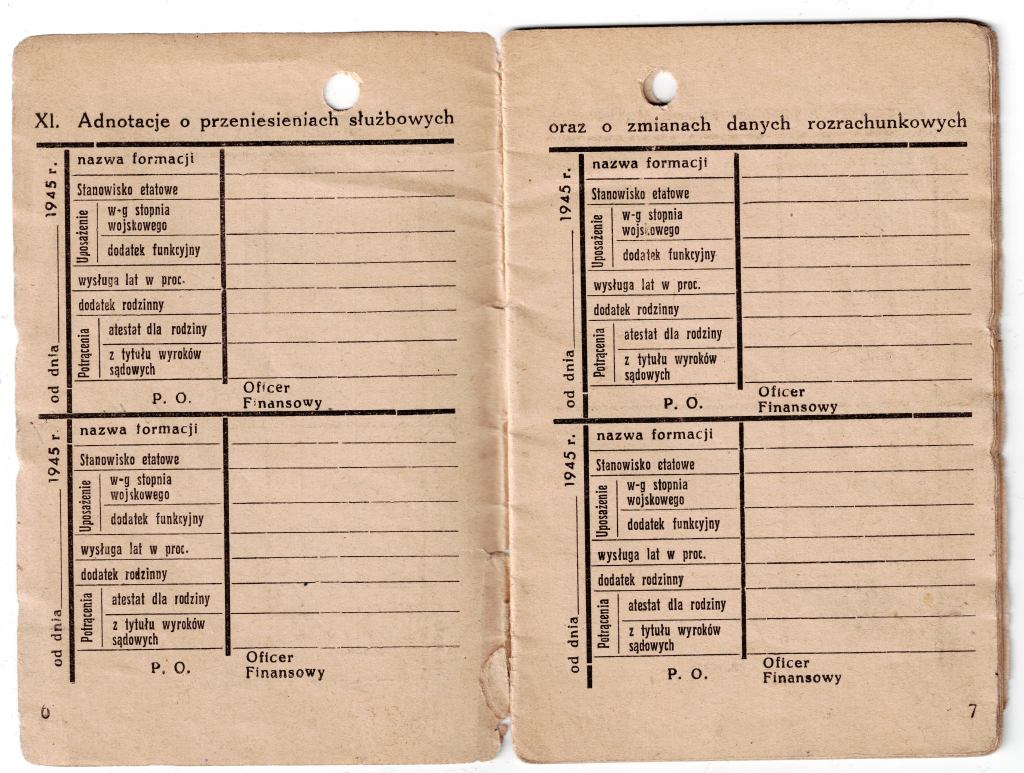 XI. Adnotacje o przeniesieniach służbowych
od dnia 1945 r.
nazwa formacji
Stanowisko etatowe
Uposażenie
w-g stopnia
wojskowego
dodatek funkcyjny
wysługa lat w proc.
dodatek rodzinny
Potrącenia
atestat dla rodziny
z tytułu wyroków
sądowych
P. O.
Oficer
Finansowy
od dnia 1945 r.
nazwa formacji
Stanowisko etatowe
Uposażenie
w-g stopnia
wojskowego
dodatek funkcyjny
wysługa lat w proc.
dodatek rodzinny
Potrącenia
atestat dla rodziny
z tytułu wyroków
sądowych
P. O.
Oficer
Finansowy
6
oraz o zmianach danych rozrachunkowych
od dnia 1945 r.
nazwa formacji
Stanowisko etatowe
Uposażenie
w-g stopnia
wojskowego
dodatek funkcyjny
wysługa lat w proc.
dodatek rodzinny
Potrącenia
atestat dla rodziny
z tytułu wyroków
sądowych
P. O.
Oficer
Finansowy
od dnia 1945 r.
nazwa formacji
Stanowisko etatowe
Uposażenie
w-g stopnia
wojskowego
dodatek funkcyjny
wysługa lat w proc.
dodatek rodzinny
Potrącenia
atestat dla rodziny
z tytułu wyroków
sądowych
P. O.
Oficer
Finansowy
7